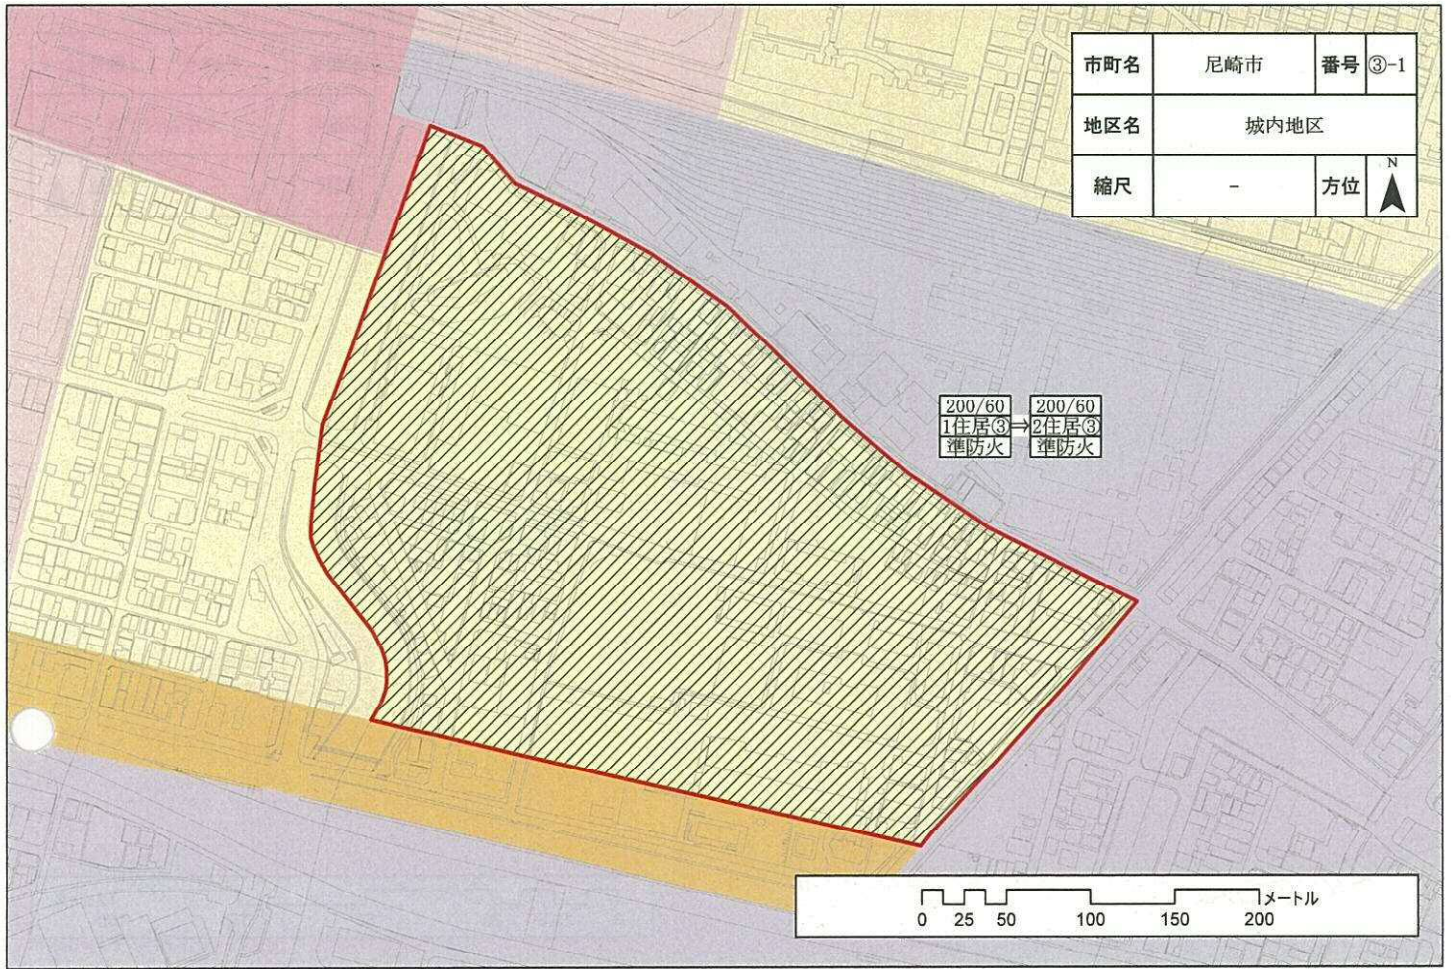 市町名 尼崎市 番号 ③-1
地区名 城内地区
縮尺 - 方位 N
200/60 200/60
1住居③⇒2住居③
準防火 準防火
メートル
0 25 50 100 150 200